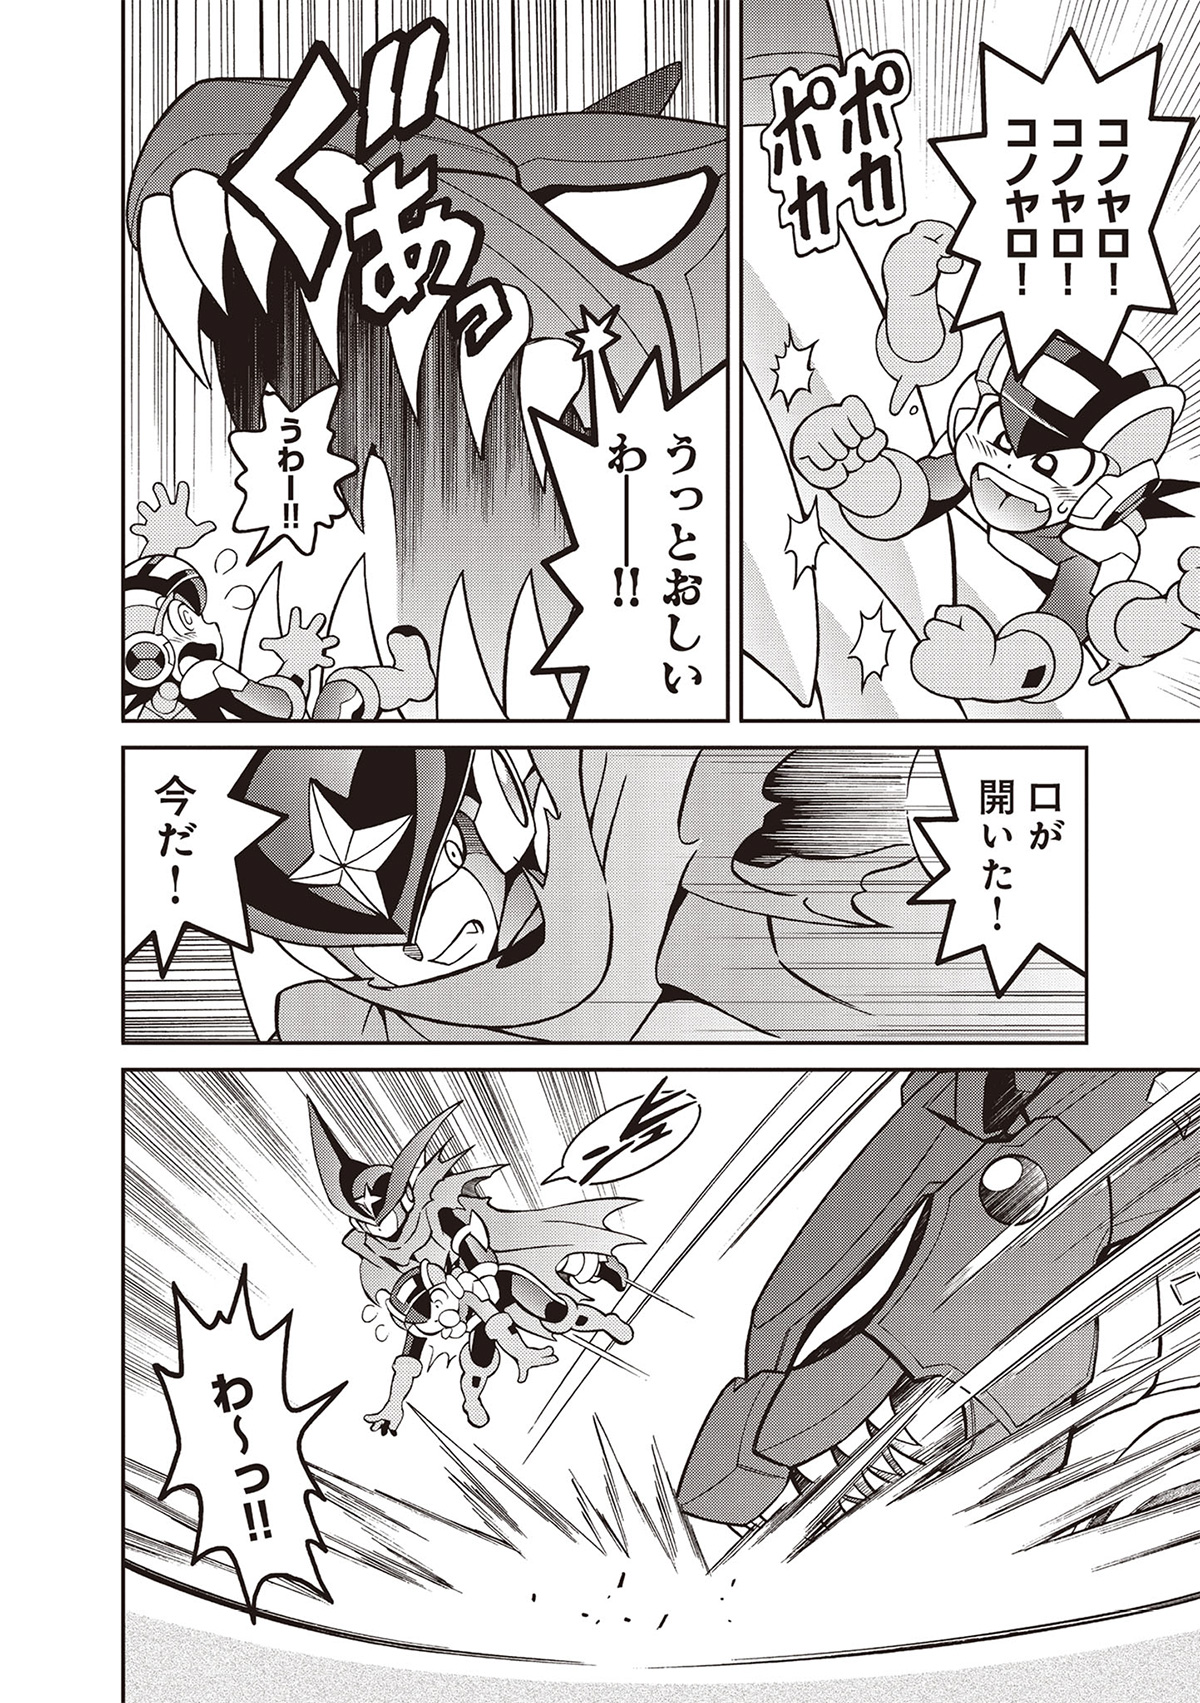 コノヤロ！
コノヤロ！
コノヤロ！
ポカ
ポカ
うっとおしい
わー!!
ぐあっ
うわー!!
口が
開いた！
今だ！
わ〜っ!!